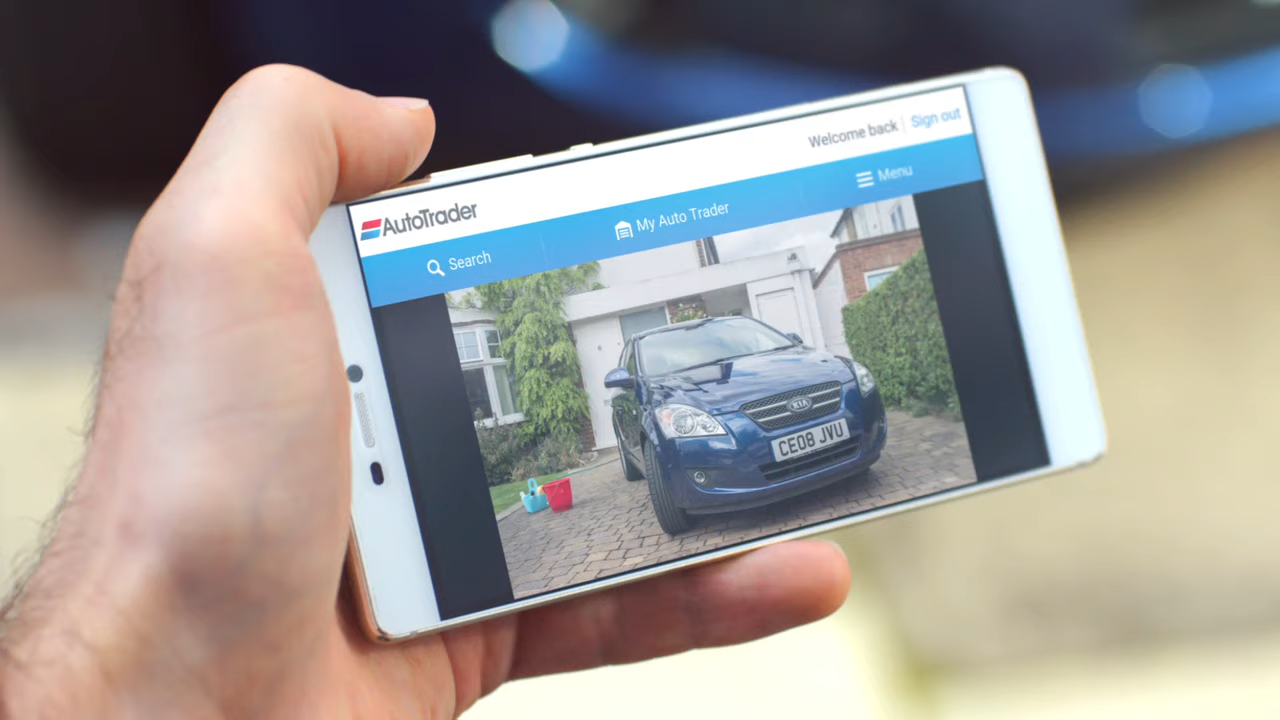 Welcome back | Sign out
AutoTrader
Search
My Auto Trader
Menu
KIA
CE08 JVU